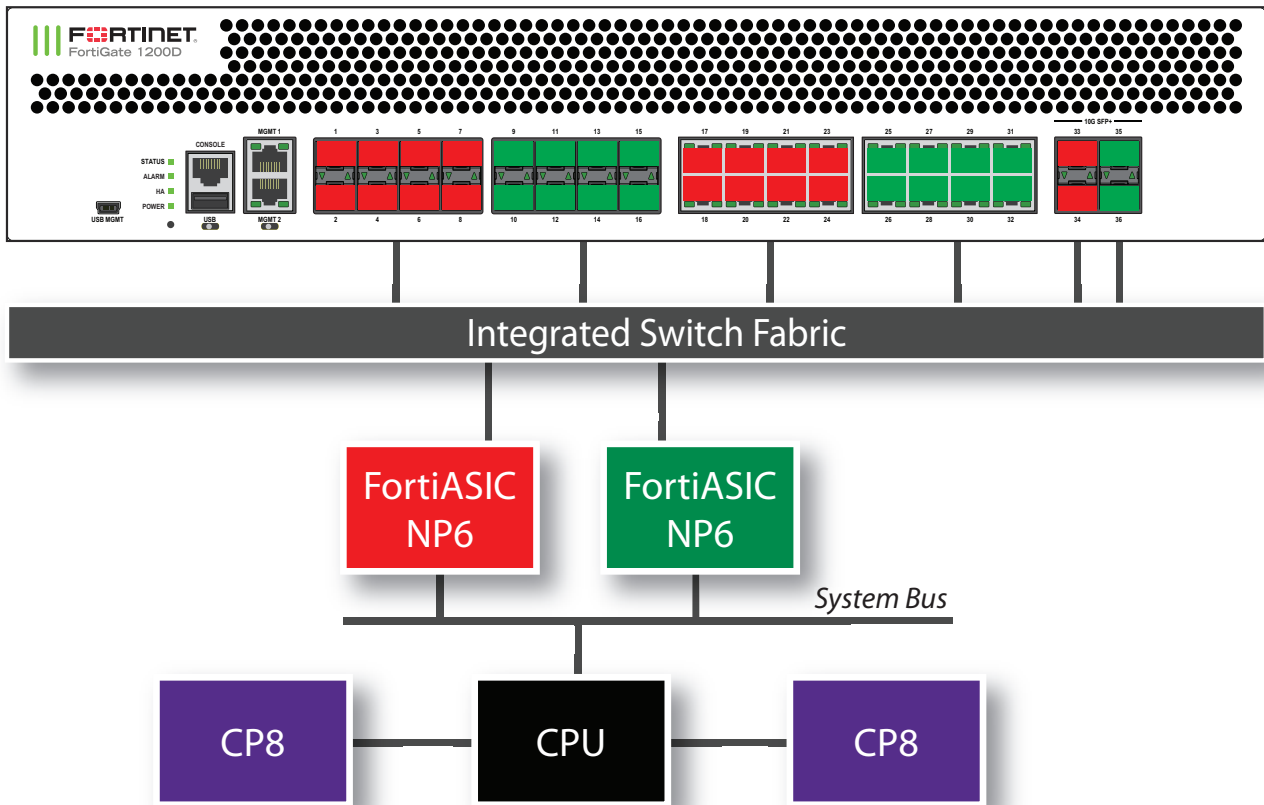 FORTINET
FortiGate 1200D
10G SFP+
MGMT 1 1 3 5 7 9 11 13 15 17 19 21 23 25 27 29 31 33 35
CONSOLE
STATUS
ALARM
HA
POWER
USB MGMT USB MGMT 2 2 4 6 8 10 12 14 16 18 20 22 24 26 28 30 32 34 36
Integrated Switch Fabric
FortiASIC FortiASIC
NP6 NP6
System Bus
CP8 CPU CP8